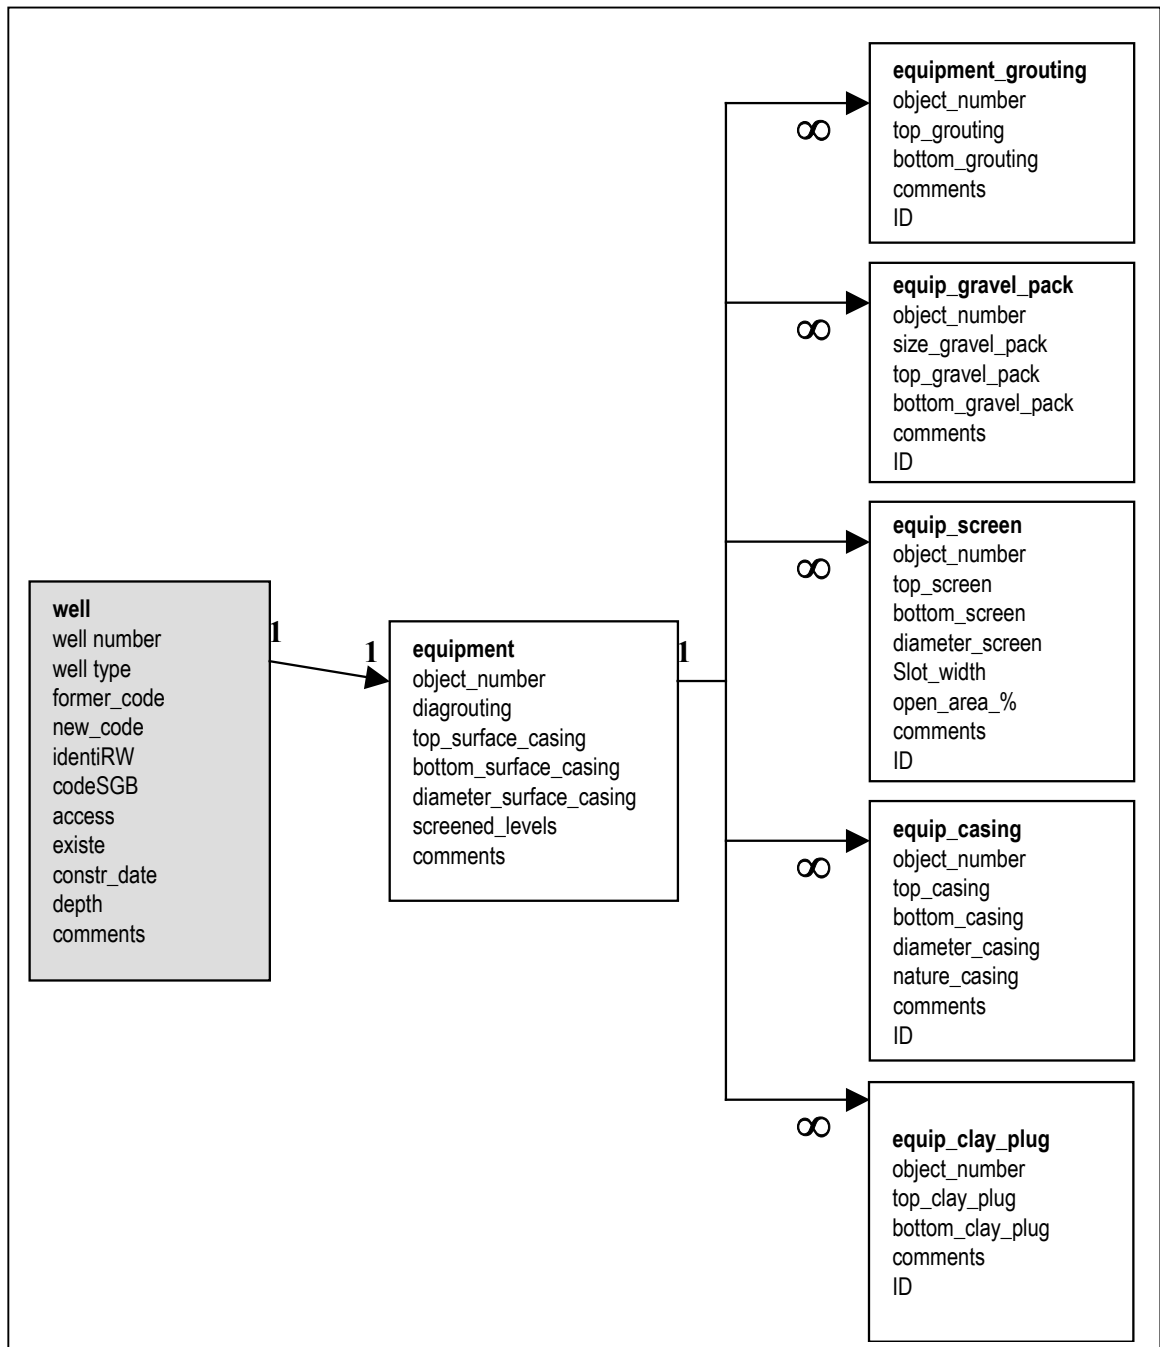 equipment_grouting
object_number
top_grouting
bottom_grouting
comments
ID
∞
equip_gravel_pack
object_number
size_gravel_pack
top_gravel_pack
bottom_gravel_pack
comments
ID
∞
equip_screen
object_number
top_screen
bottom_screen
diameter_screen
Slot_width
open_area_%
comments
ID
∞
well
well number
well type
former_code
new_code
identiRW
codeSGB
access
existe
constr_date
depth
comments
1
1
equipment
object_number
diagrouting
top_surface_casing
bottom_surface_casing
diameter_surface_casing
screened_levels
comments
1
equip_casing
object_number
top_casing
bottom_casing
diameter_casing
nature_casing
comments
ID
∞
equip_clay_plug
object_number
top_clay_plug
bottom_clay_plug
comments
ID
∞